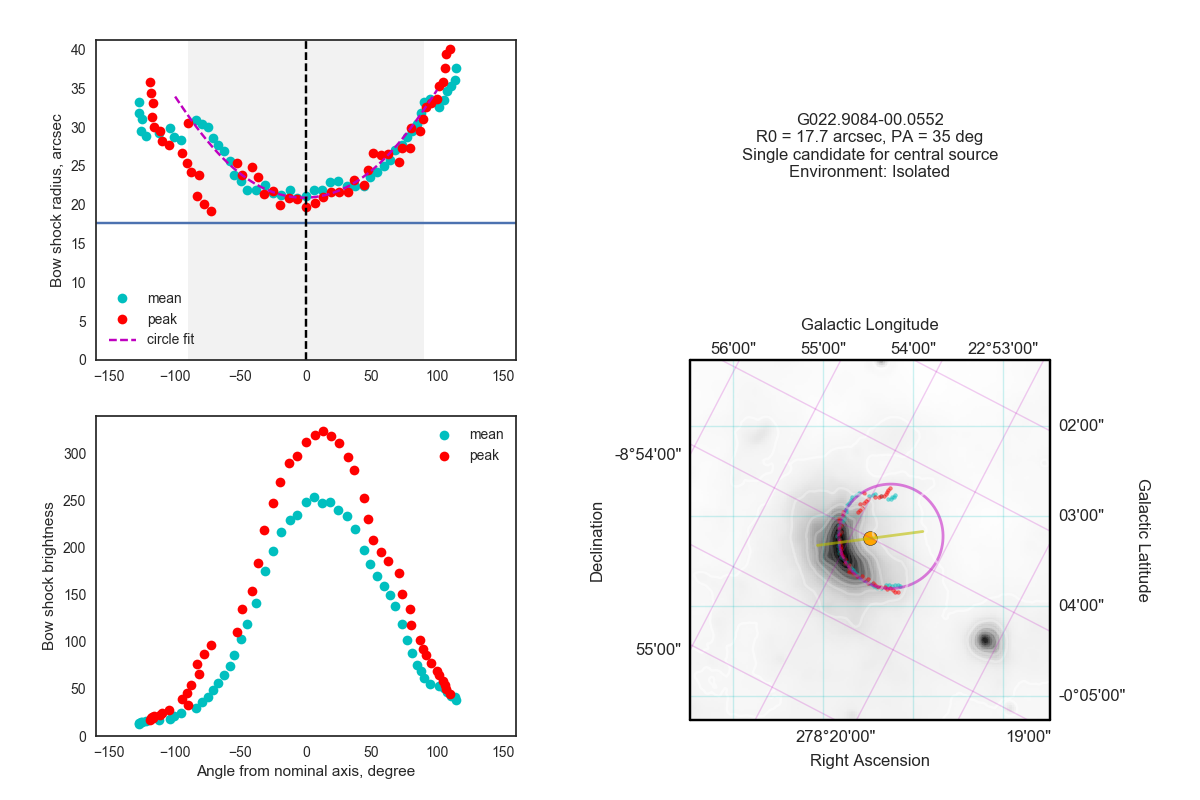 G022.9084-00.0552
R0 = 17.7 arcsec, PA = 35 deg
Single candidate for central source
Environment: Isolated
Bow shock radius, arcsec
40
35
30
25
20
15
10
5
0
mean
peak
circle fit
−150 −100 −50 0 50 100 150
Bow shock brightness
300
250
200
150
100
50
0
mean
peak
−150 −100 −50 0 50 100 150
Angle from nominal axis, degree
Galactic Longitude
56'00" 55'00" 54'00" 22°53'00"
Declination
-8°54'00"
55'00"
02'00"
03'00"
04'00"
-0°05'00"
Galactic Latitude
278°20'00" 19'00"
Right Ascension